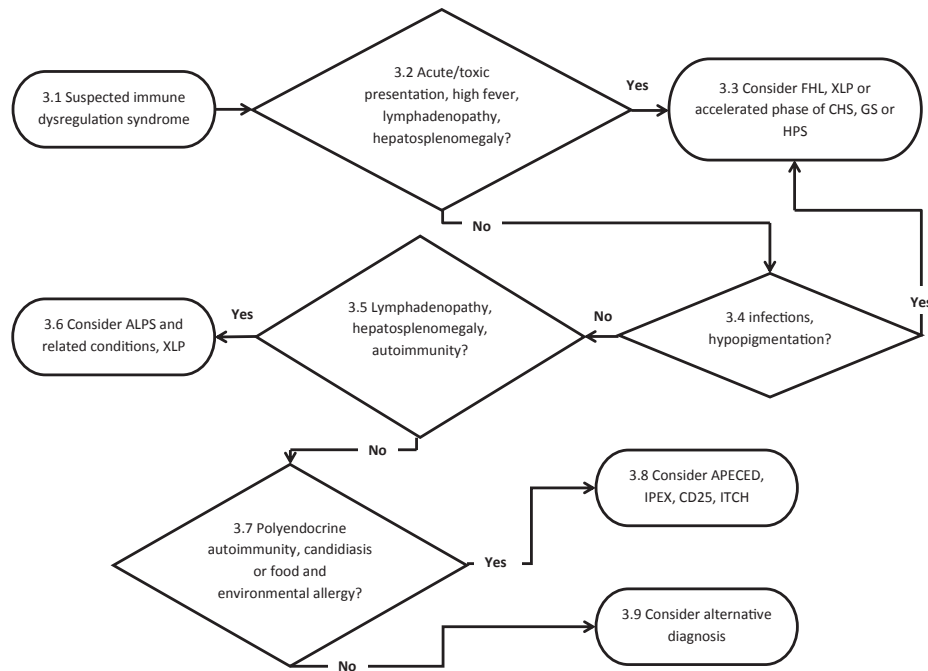 3.1 Suspected immune
dysregulation syndrome
3.2 Acute/toxic
presentation, high fever,
lymphadenopathy,
hepatosplenomegaly?
Yes
3.3 Consider FHL, XLP or
accelerated phase of CHS, GS or
HPS
No
3.4 infections,
hypopigmentation?
Yes
No
3.5 Lymphadenopathy,
hepatosplenomegaly,
autoimmunity?
Yes
3.6 Consider ALPS and
related conditions, XLP
No
3.7 Polyendocrine
autoimmunity, candidiasis
or food and
environmental allergy?
Yes
3.8 Consider APECED,
IPEX, CD25, ITCH
No
3.9 Consider alternative
diagnosis